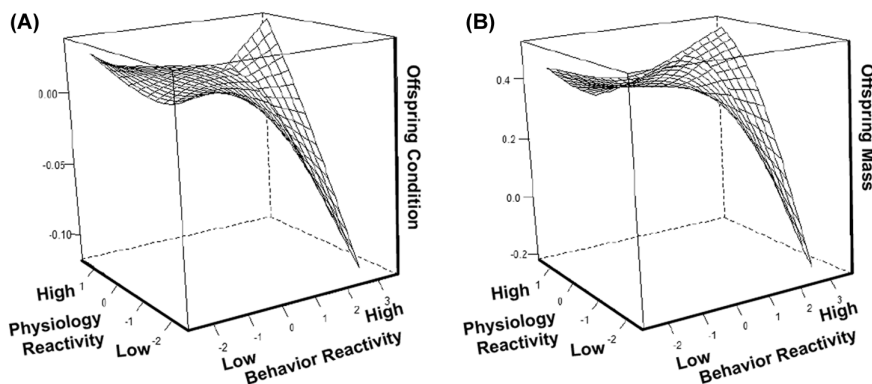 (A)
0.00
-0.05
-0.10
Offspring Condition
High
1
0
-1
-2
Physiology
Reactivity
Low
-2
-1
0
1
2
3
Low
High
Behavior Reactivity
(B)
0.4
0.2
0.0
-0.2
Offspring Mass
High
1
0
-1
-2
Physiology
Reactivity
Low
-2
-1
0
1
2
3
Low
High
Behavior Reactivity